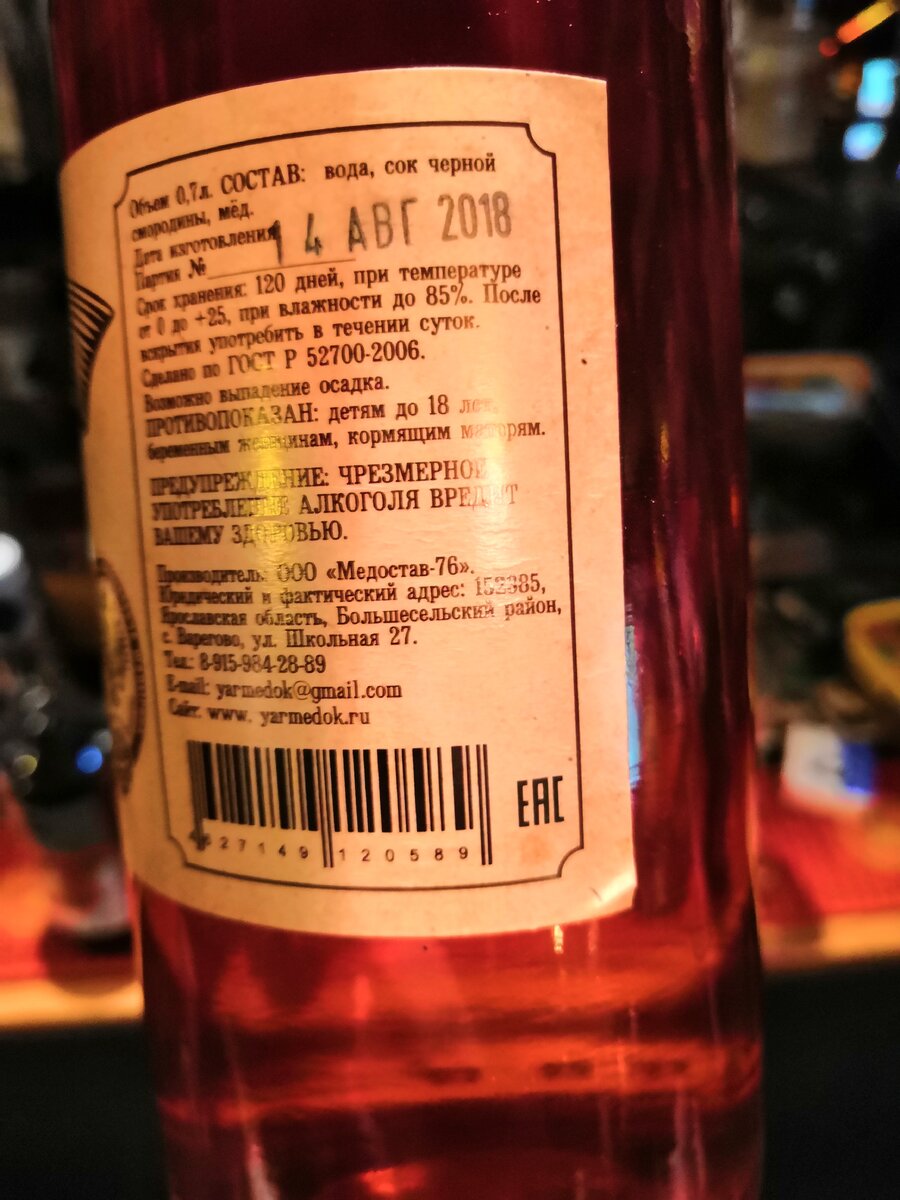 Объем 0,7л. СОСТАВ: вода, сок черной
смородины, мёд.
Дата изготовления 14 АВГ 2018
Партия №
Срок хранения: 120 дней, при температуре
от 0 до +25, при влажности до 85%. После
вскрытия употребить в течении суток.
Сделано по ГОСТ Р 52700-2006.
Возможно выпадение осадка.
ПРОТИВОПОКАЗАН: детям до 18 лет,
беременным женщинам, кормящим матерям.
ПРЕДУПРЕЖДЕНИЕ: ЧРЕЗМЕРНОЕ
УПОТРЕБЛЕНИЕ АЛКОГОЛЯ ВРЕДИТ
ВАШЕМУ ЗДОРОВЬЮ.
Производитель: ООО «Медостав-76».
Юридический и фактический адрес:
Ярославская область, Большесельский район,
с. Варегово, ул. Школьная 27.
Тел.: 8-915-984-28-89
E-mail: yarmedok@gmail.com
Сайт: www. yarmedok.ru
EAC
4 627149 120589